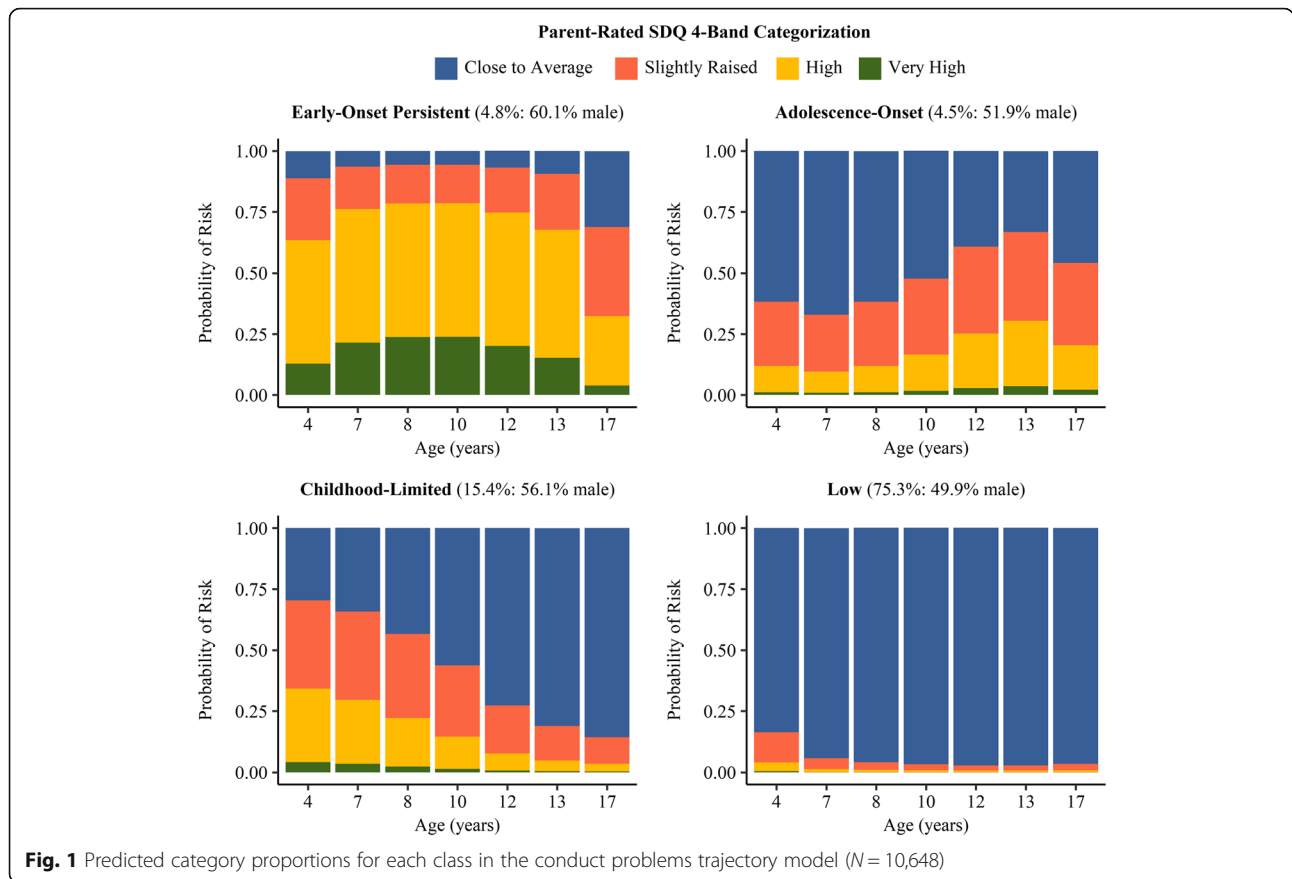 Parent-Rated SDQ 4-Band Categorization
Close to Average Slightly Raised High Very High
Early-Onset Persistent (4.8%: 60.1% male)
Probability of Risk
1.00
0.75
0.50
0.25
0.00
4 7 8 10 12 13 17
Age (years)
Adolescence-Onset (4.5%: 51.9% male)
Probability of Risk
1.00
0.75
0.50
0.25
0.00
4 7 8 10 12 13 17
Age (years)
Childhood-Limited (15.4%: 56.1% male)
Probability of Risk
1.00
0.75
0.50
0.25
0.00
4 7 8 10 12 13 17
Age (years)
Low (75.3%: 49.9% male)
Probability of Risk
1.00
0.75
0.50
0.25
0.00
4 7 8 10 12 13 17
Age (years)
Fig. 1 Predicted category proportions for each class in the conduct problems trajectory model (N = 10,648)